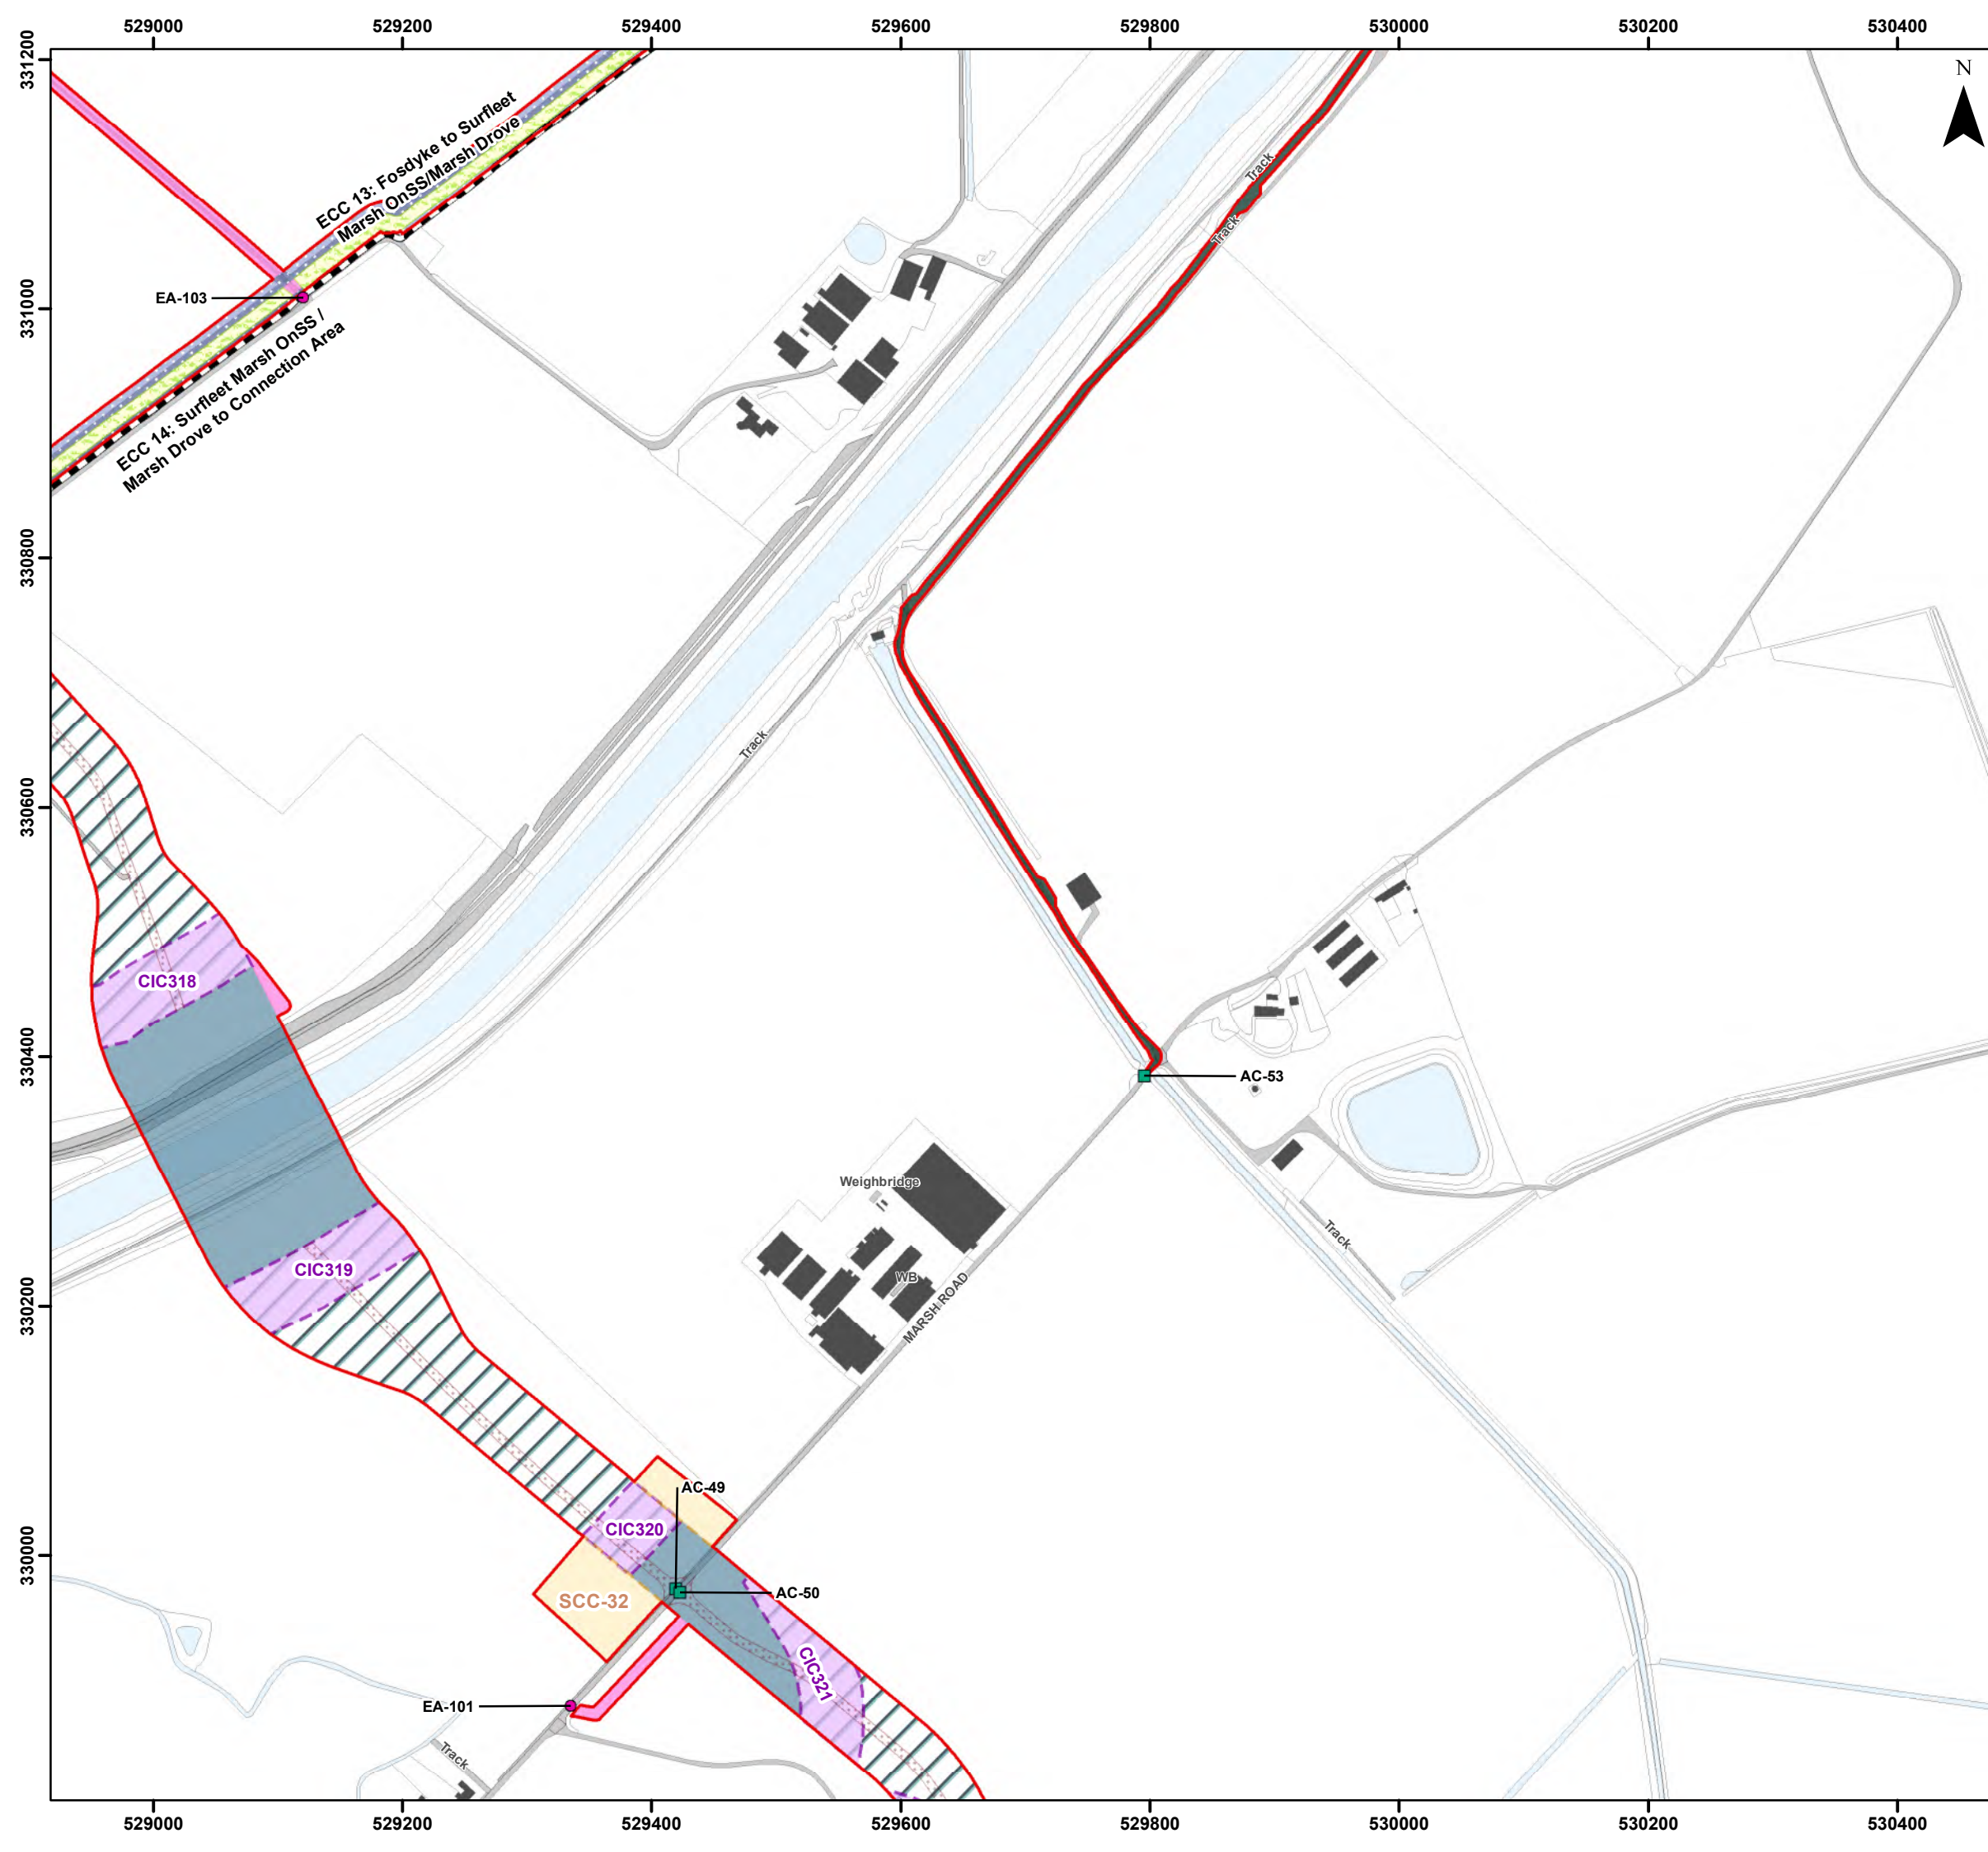 529000 529200 529400 529600 529800 530000 530200 530400
331200
331000
330800
330600
330400
330200
330000
N
ECC 13: Fosdyke to Surfleet
Marsh OnSS/Marsh Drove
EA-103
ECC 14: Surfleet Marsh OnSS /
Marsh Drove to Connection Area
Track
Track
Track
CIC318
AC-53
Weighbridge
Track
CIC319
WB
MARSH ROAD
AC-49
CIC320
AC-50
SCC-32
CIC321
EA-101
Track
529000 529200 529400 529600 529800 530000 530200 530400